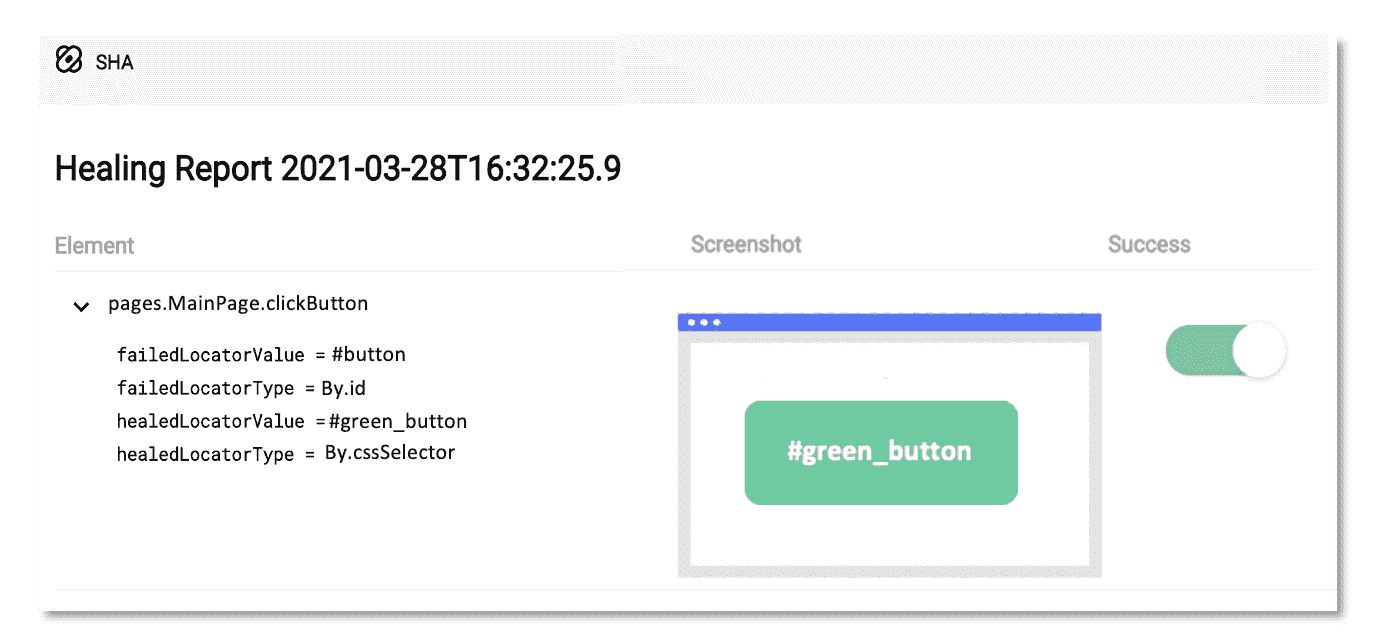 SHA
Healing Report 2021-03-28T16:32:25.9
Element Screenshot Success
pages.MainPage.clickButton
failedLocatorValue = #button
failedLocatorType = By.id
healedLocatorValue =#green_button
healedLocatorType = By.cssSelector
#green_button